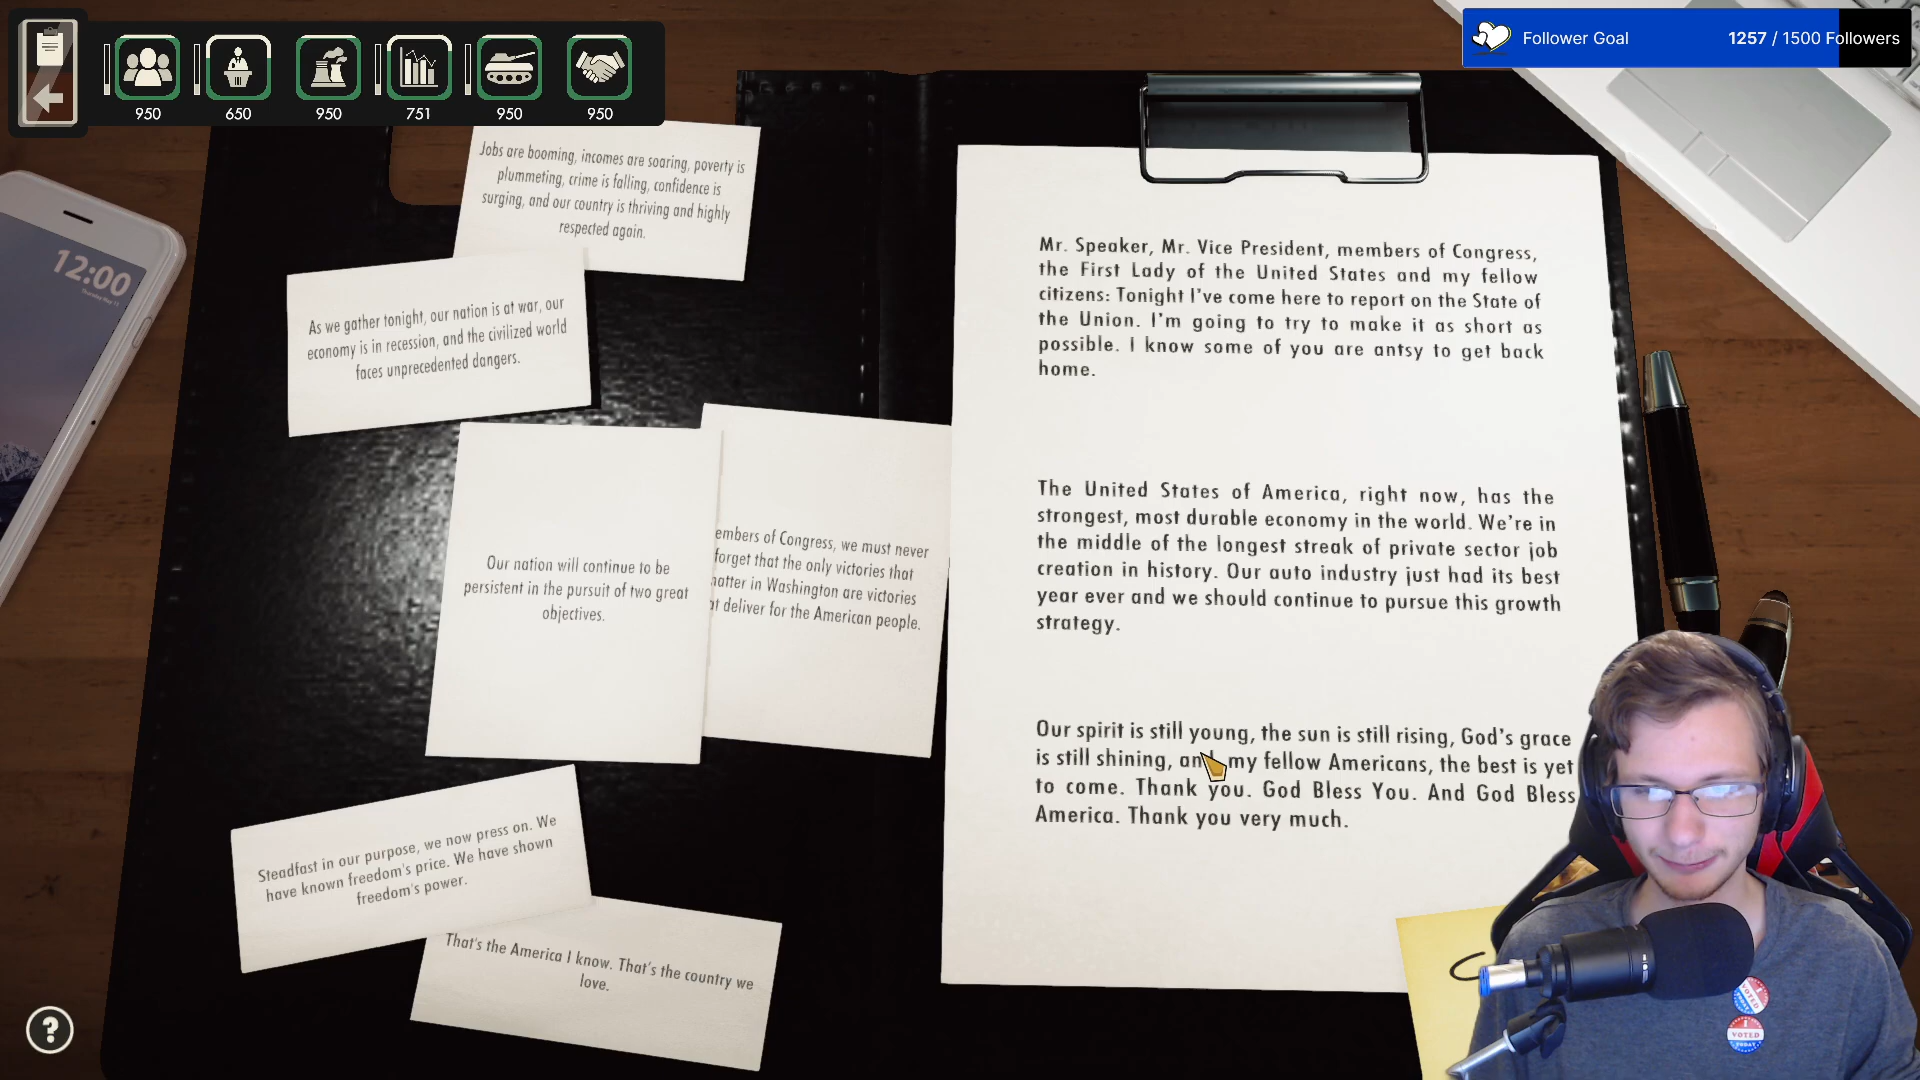 950
650
950
751
950
950
Follower Goal
1257 / 1500 Followers
12:00
Jobs are booming, incomes are soaring, poverty is
plummeting, crime is falling, confidence is
surging, and our country is thriving and highly
respected again.
As we gather tonight, our nation is at war, our
economy is in recession, and the civilized world
faces unprecedented dangers.
Our nation will continue to be
persistent in the pursuit of two great
objectives.
embers of Congress, we must never
forget that the only victories that
atter in Washington are victories
at deliver for the American people.
Steadfast in our purpose, we now press on. We
have known freedom's price. We have shown
freedom's power.
That's the America I know. That's the country we
love.
Mr. Speaker, Mr. Vice President, members of Congress,
the First Lady of the United States and my fellow
citizens: Tonight I've come here to report on the State of
the Union. I'm going to try to make it as short as
possible. I know some of you are antsy to get back
home.
The United States of America, right now, has the
strongest, most durable economy in the world. We're in
the middle of the longest streak of private sector job
creation in history. Our auto industry just had its best
year ever and we should continue to pursue this growth
strategy.
Our spirit is still young, the sun is still rising, God's grace
is still shining, and my fellow Americans, the best is yet
to come. Thank you. God Bless You. And God Bless
America. Thank you very much.
?
I
VOTED
TODAY
I
VOTED
TODAY